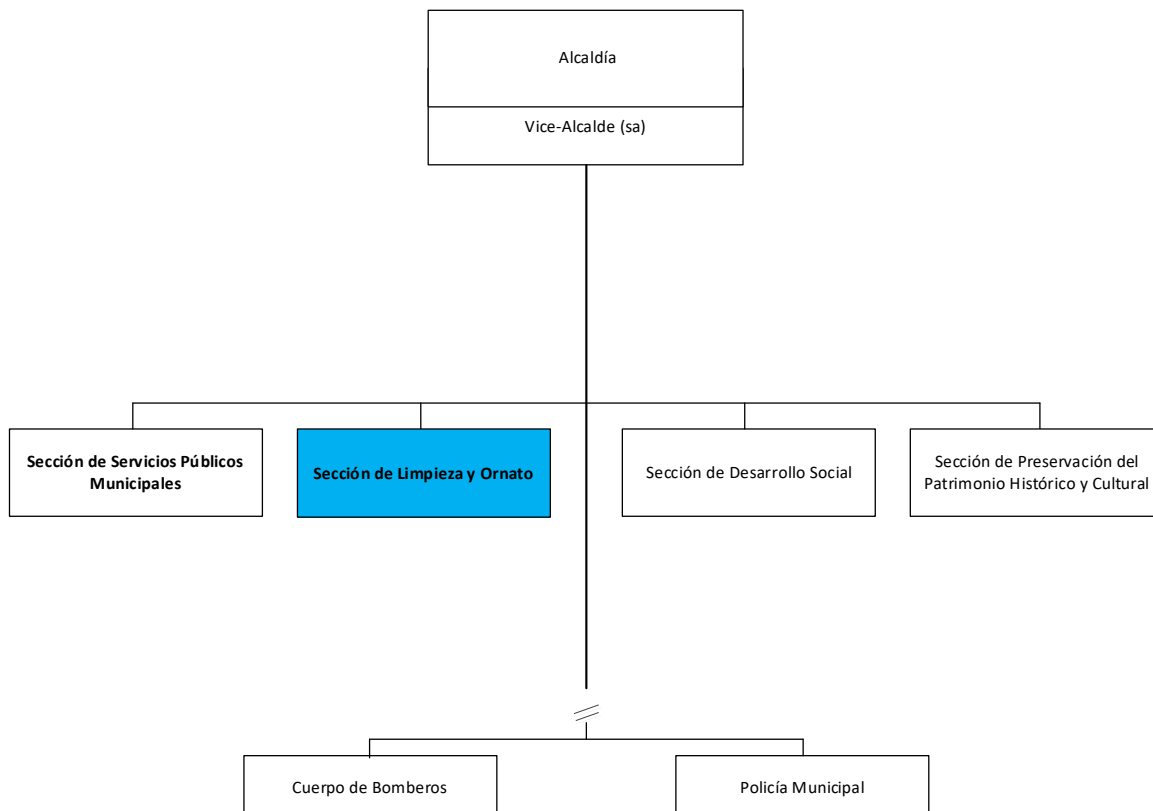 Alcaldía
Vice-Alcalde (sa)
Sección de Servicios Públicos
Municipales
Sección de Limpieza y Ornato
Sección de Desarrollo Social
Sección de Preservación del
Patrimonio Histórico y Cultural
Cuerpo de Bomberos
Policía Municipal